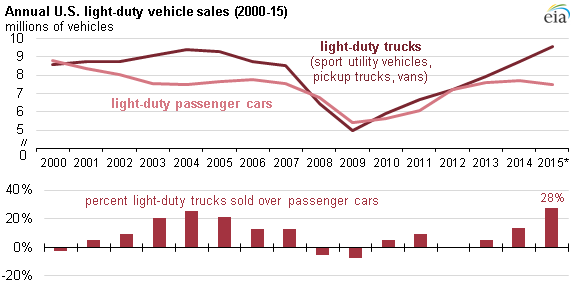 Annual U.S. light-duty vehicle sales (2000-15)
millions of vehicles
eia
10
9
8
7
6
5
//
0
light-duty trucks
(sport utility vehicles,
pickup trucks, vans)
light-duty passenger cars
2000 2001 2002 2003 2004 2005 2006 2007 2008 2009 2010 2011 2012 2013 2014 2015*
40%
20%
0%
-20%
percent light-duty trucks sold over passenger cars
28%